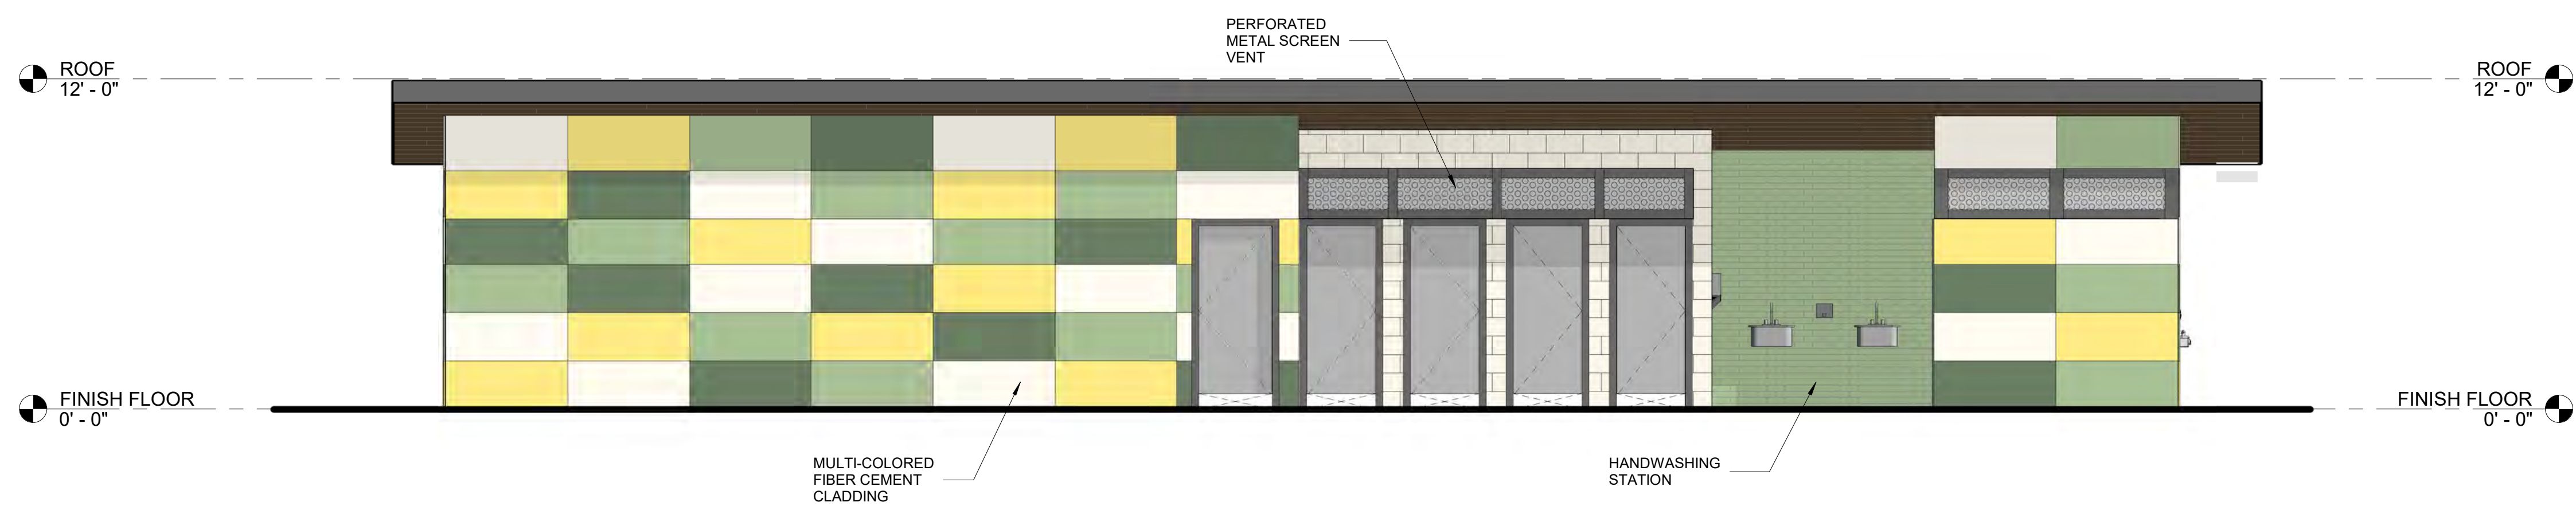 PERFORATED
METAL SCREEN
VENT
ROOF
12' - 0"
ROOF
12' - 0"
FINISH FLOOR
0' - 0"
FINISH FLOOR
0' - 0"
MULTI-COLORED
FIBER CEMENT
CLADDING
HANDWASHING
STATION